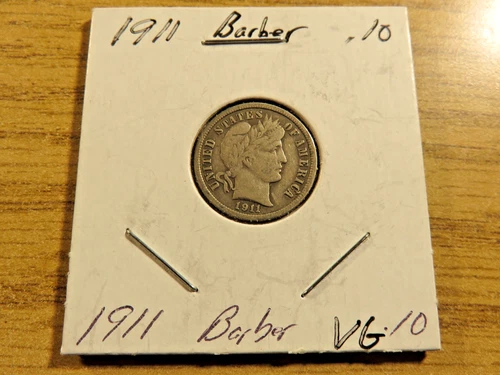 1911 Barber .10
UNITED STATES OF AMERICA
1911
1911 Barber VG .10